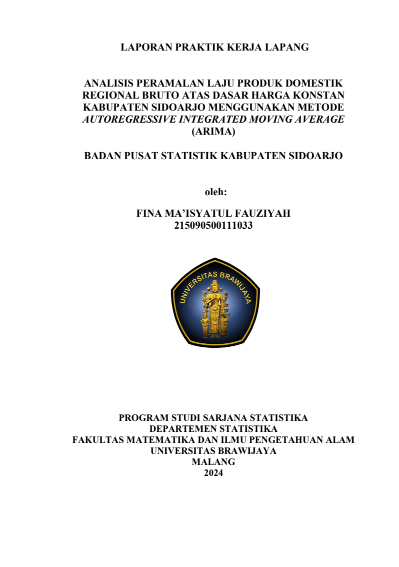 LAPORAN PRAKTIK KERJA LAPANG
ANALISIS PERAMALAN LAJU PRODUK DOMESTIK
REGIONAL BRUTO ATAS DASAR HARGA KONSTAN
KABUPATEN SIDOARJO MENGGUNAKAN METODE
AUTOREGRESSIVE INTEGRATED MOVING AVERAGE
(ARIMA)
BADAN PUSAT STATISTIK KABUPATEN SIDOARJO
oleh:
FINA MA'ISYATUL FAUZIYAH
215090500111033
UNIVERSITAS BRAWIJAYA
PROGRAM STUDI SARJANA STATISTIKA
DEPARTEMEN STATISTIKA
FAKULTAS MATEMATIKA DAN ILMU PENGETAHUAN ALAM
UNIVERSITAS BRAWIJAYA
MALANG
2024